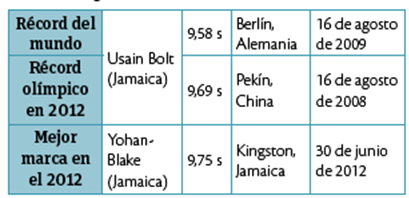 Récord del
mundo
Usain Bolt
(Jamaica)
9,58 s
Berlín,
Alemania
16 de agosto
de 2009
Récord
olímpico
en 2012
9,69 s
Pekín,
China
16 de agosto
de 2008
Mejor
marca en
el 2012
Yohan-
Blake
(Jamaica)
9,75 s
Kingston,
Jamaica
30 de junio
de 2012